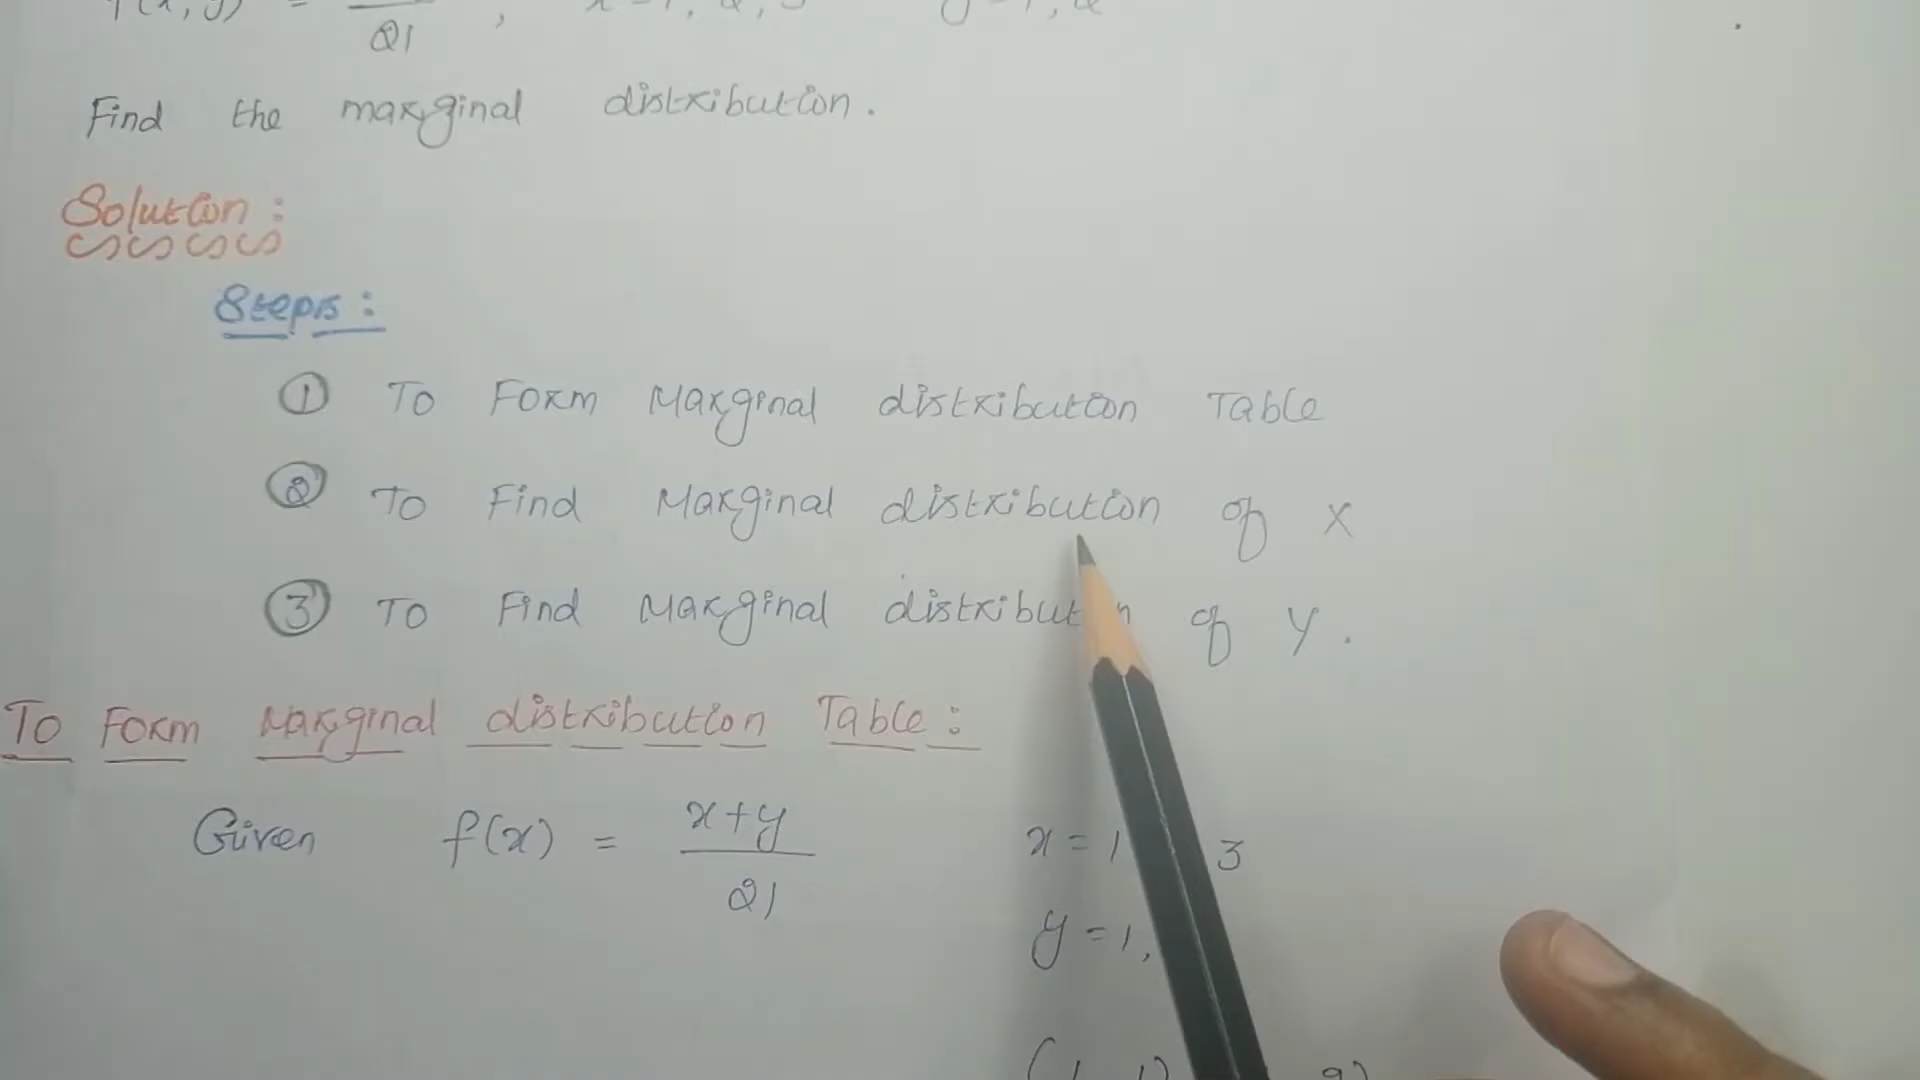 21
Find the marginal distribution.
Solution:
Steps:
① To Form Marginal distribution Table
② To Find Marginal distribution of X
③ To Find Marginal of Y.
To Form Marginal distribution Table:
Given f(x) = x+y / 21 x = 1 3
y = 1,